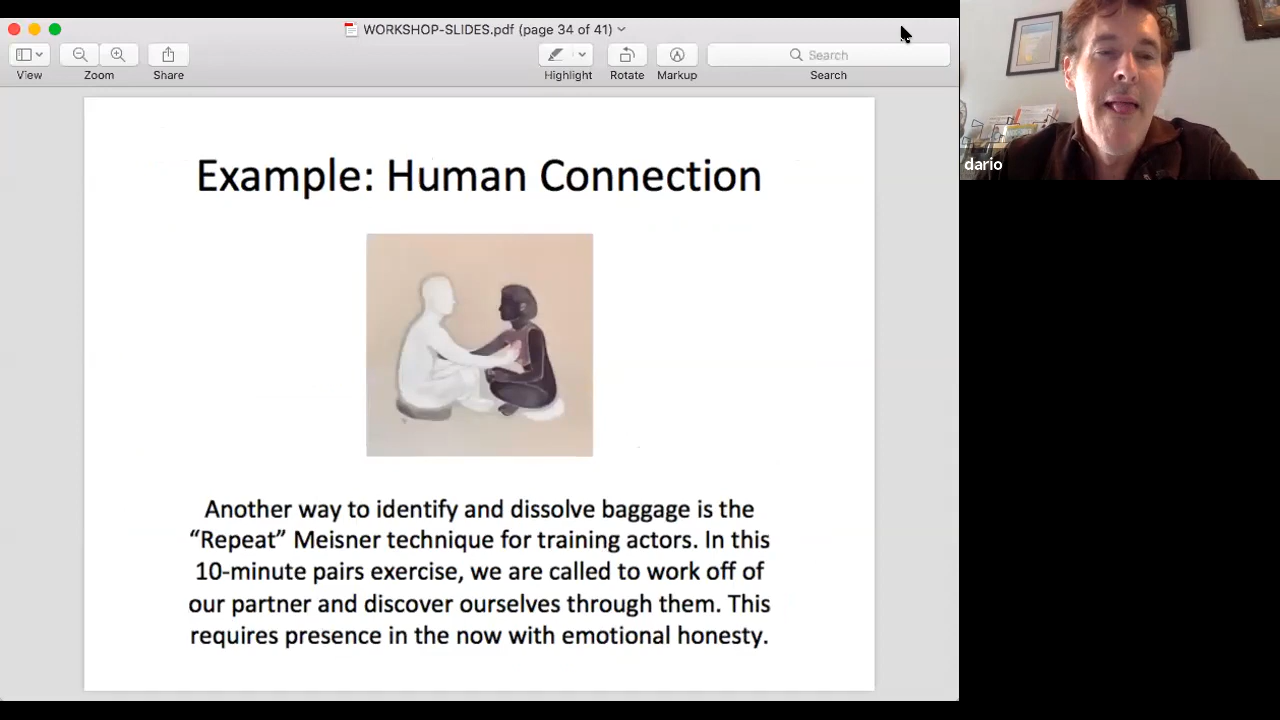 WORKSHOP-SLIDES.pdf (page 34 of 41)
View
Zoom
Share
Highlight
Rotate
Markup
Search
Search
dario
Example: Human Connection
Another way to identify and dissolve baggage is the
“Repeat” Meisner technique for training actors. In this
10-minute pairs exercise, we are called to work off of
our partner and discover ourselves through them. This
requires presence in the now with emotional honesty.